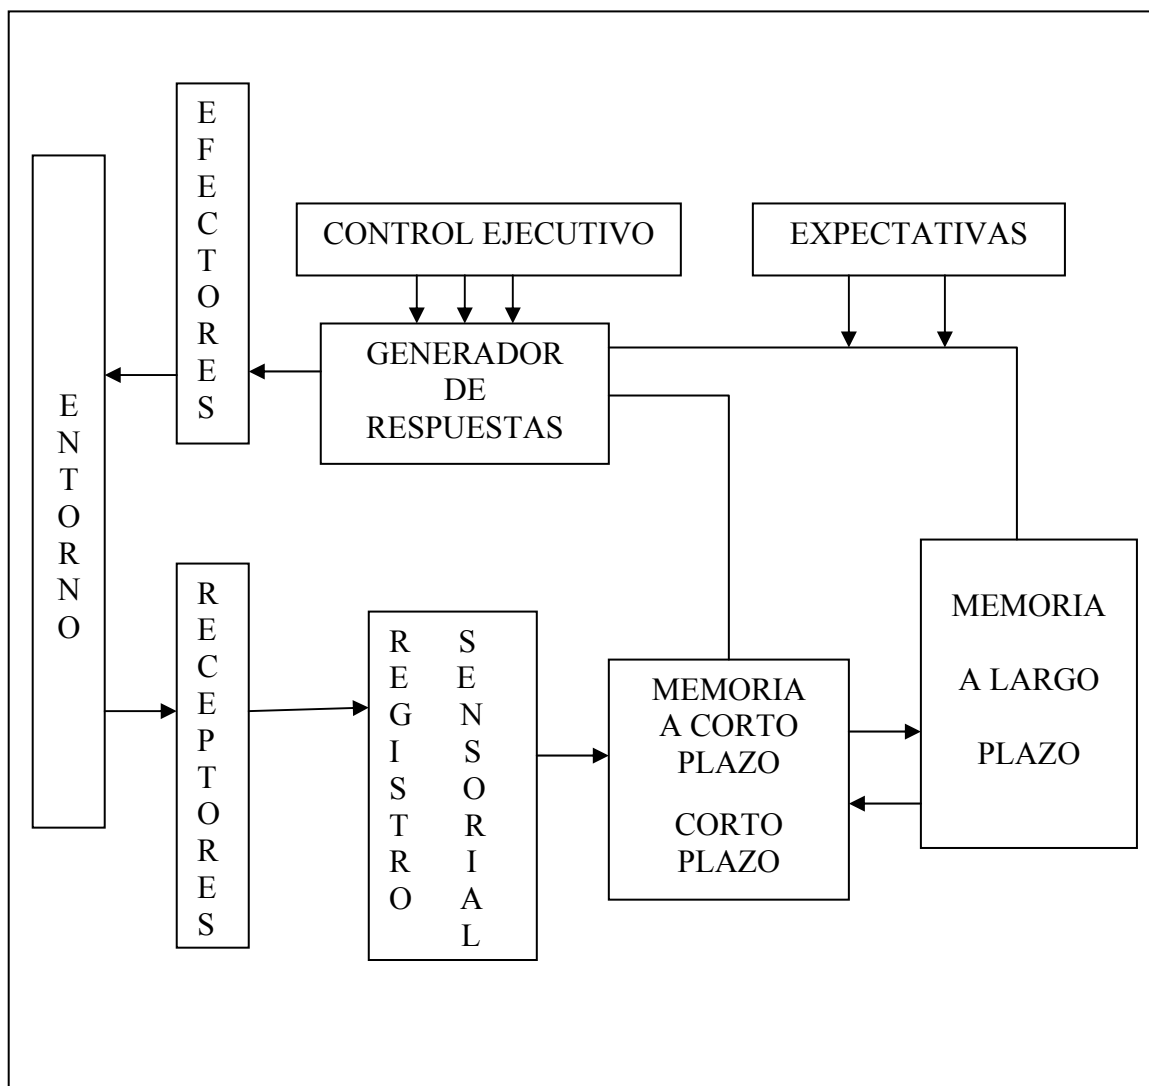 EFECTORES
ENTORNO
CONTROL EJECUTIVO
EXPECTATIVAS
GENERADOR
DE
RESPUESTAS
RECEPTORES
REGISTRO
SENSORIAL
MEMORIA
A CORTO
PLAZO
CORTO
PLAZO
MEMORIA
A LARGO
PLAZO